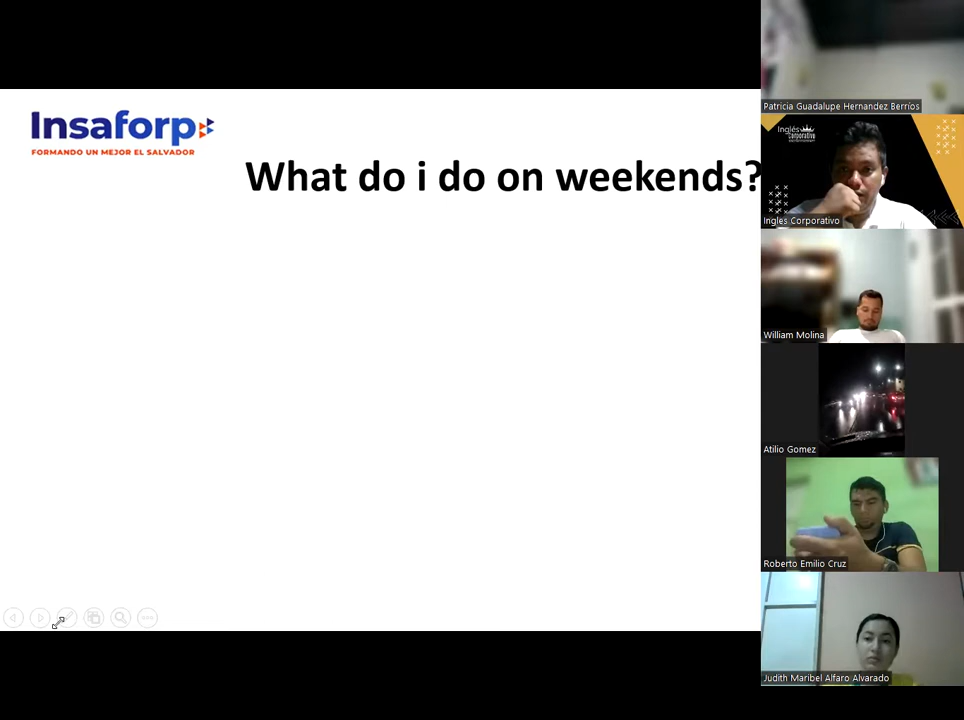 Insaforp
FORMANDO UN MEJOR EL SALVADOR
What do i do on weekends?
Patricia Guadalupe Hernandez Berríos
Inglés
Corporativo
Ingles Corporativo
William Molina
Atilio Gomez
Roberto Emilio Cruz
Judith Maribel Alfaro Alvarado